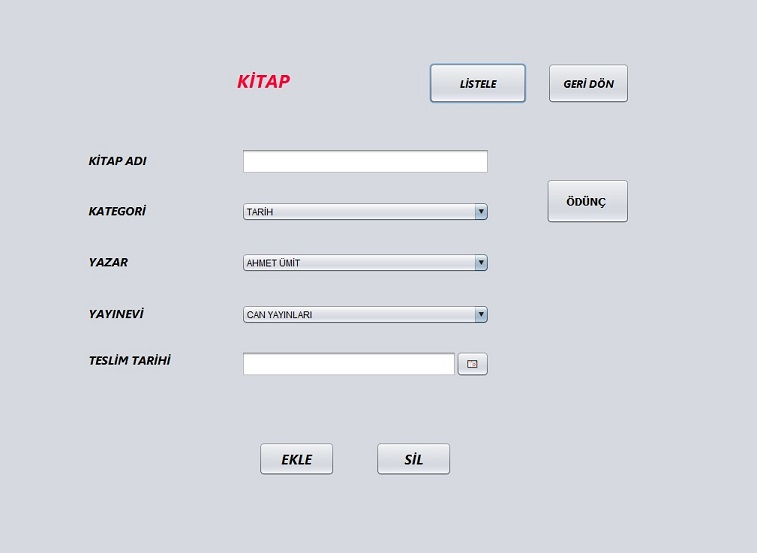 KİTAP
LİSTELE
GERİ DÖN
KİTAP ADI
KATEGORİ
TARİH
ÖDÜNÇ
YAZAR
AHMET ÜMİT
YAYINEVİ
CAN YAYINLARI
TESLİM TARİHİ
EKLE
SİL